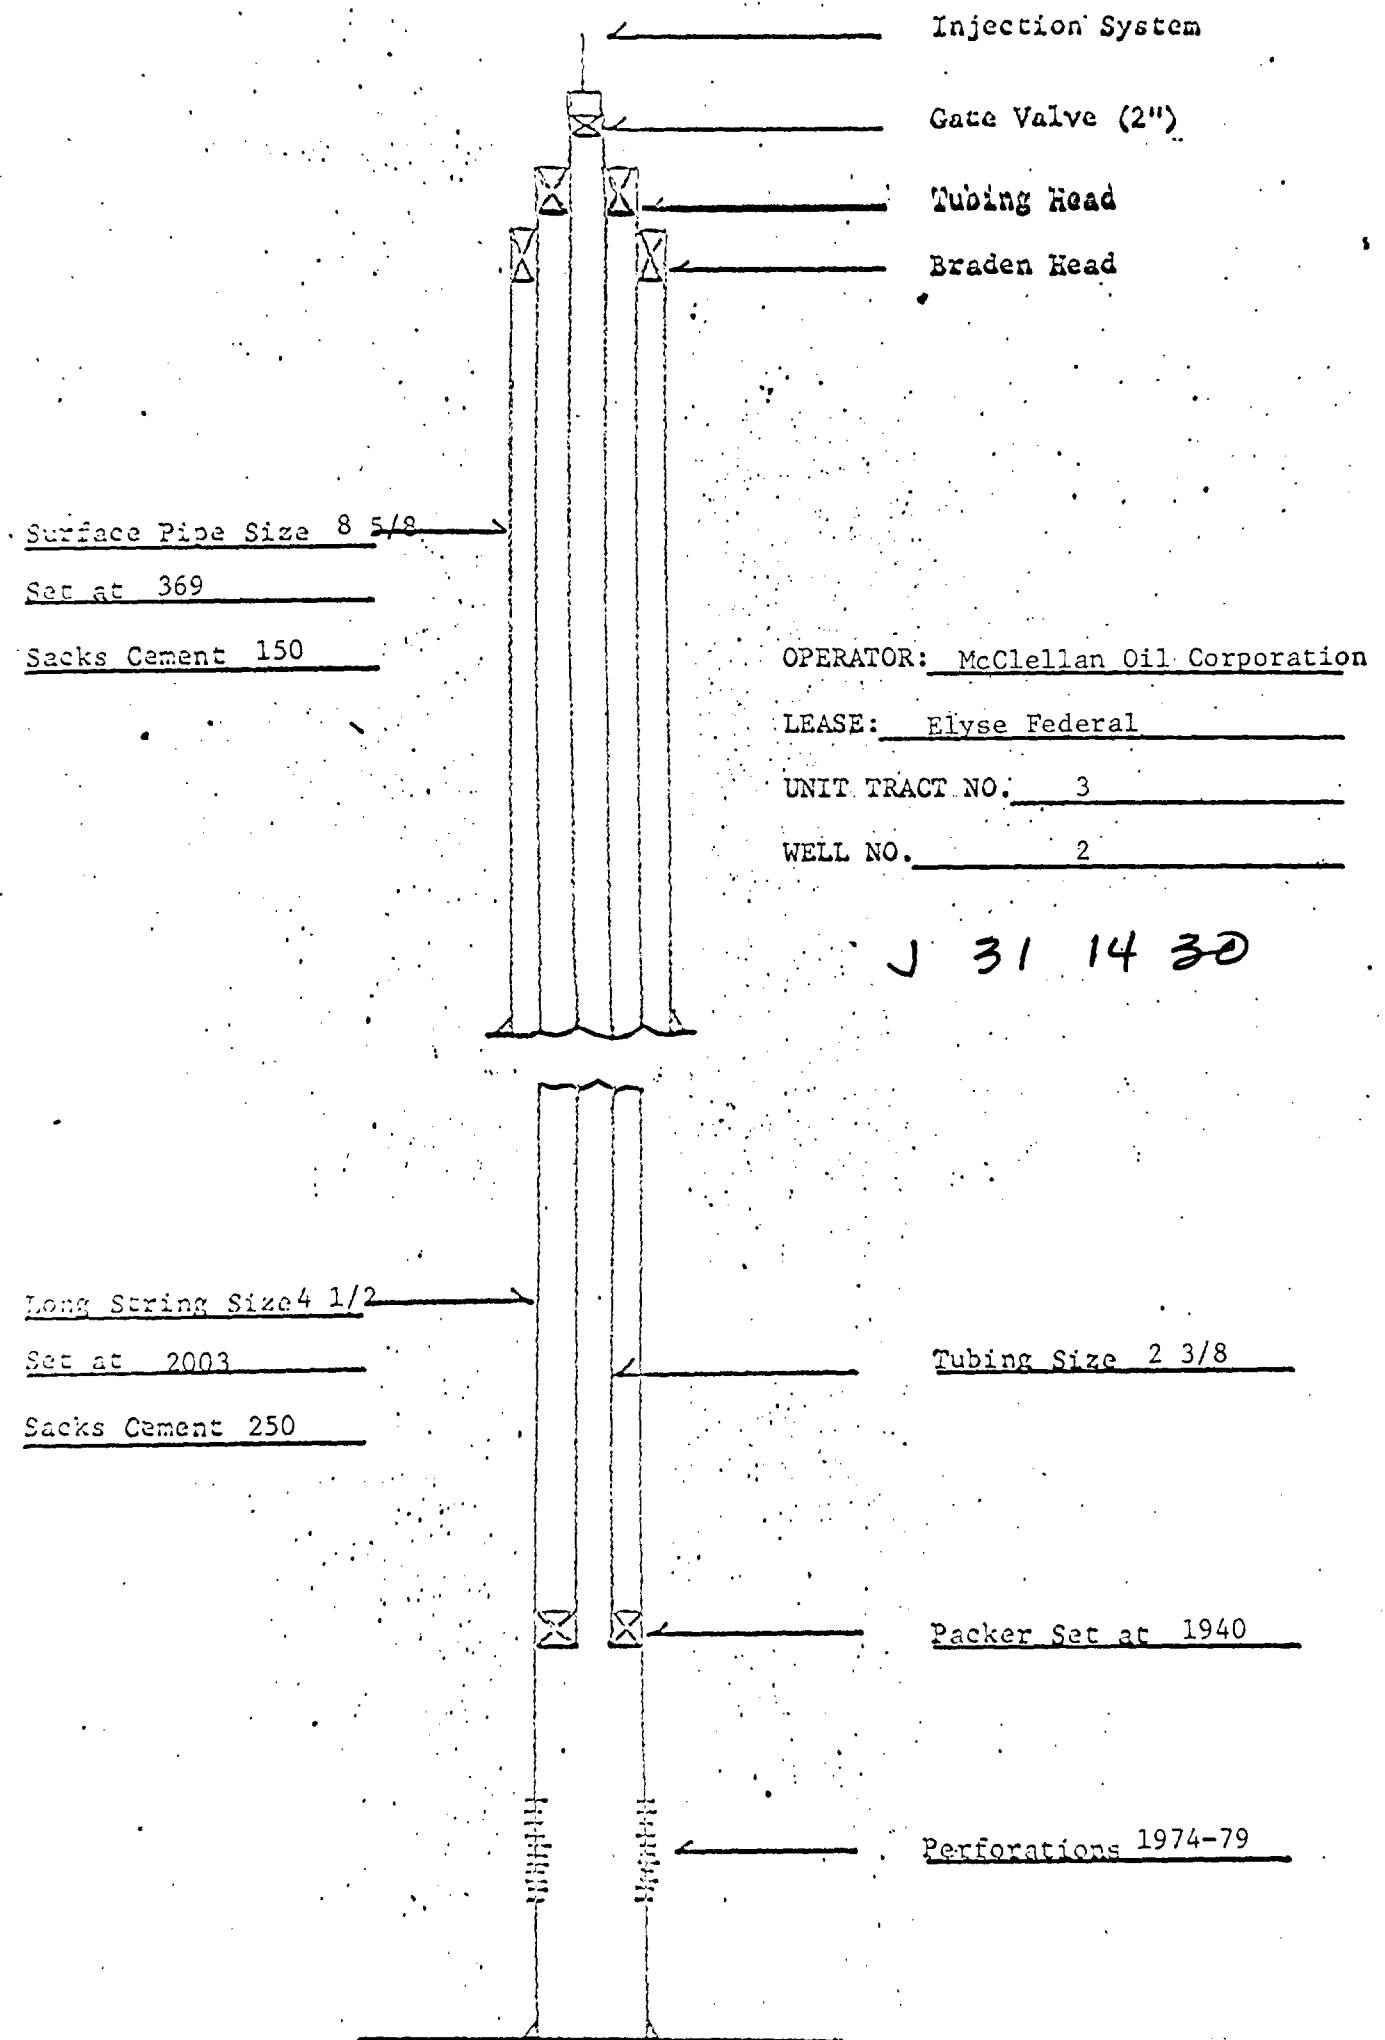 Injection System
Gate Valve (2")
Tubing Head
Braden Head
Surface Pipe Size 8 5/8
Set at 369
Sacks Cement 150
OPERATOR: McClellan Oil Corporation
LEASE: Elyse Federal
UNIT TRACT NO. 3
WELL NO. 2
J 31 14 30
Long String Size 4 1/2
Set at 2003
Sacks Cement 250
Tubing Size 2 3/8
Packer Set at 1940
Perforations 1974-79